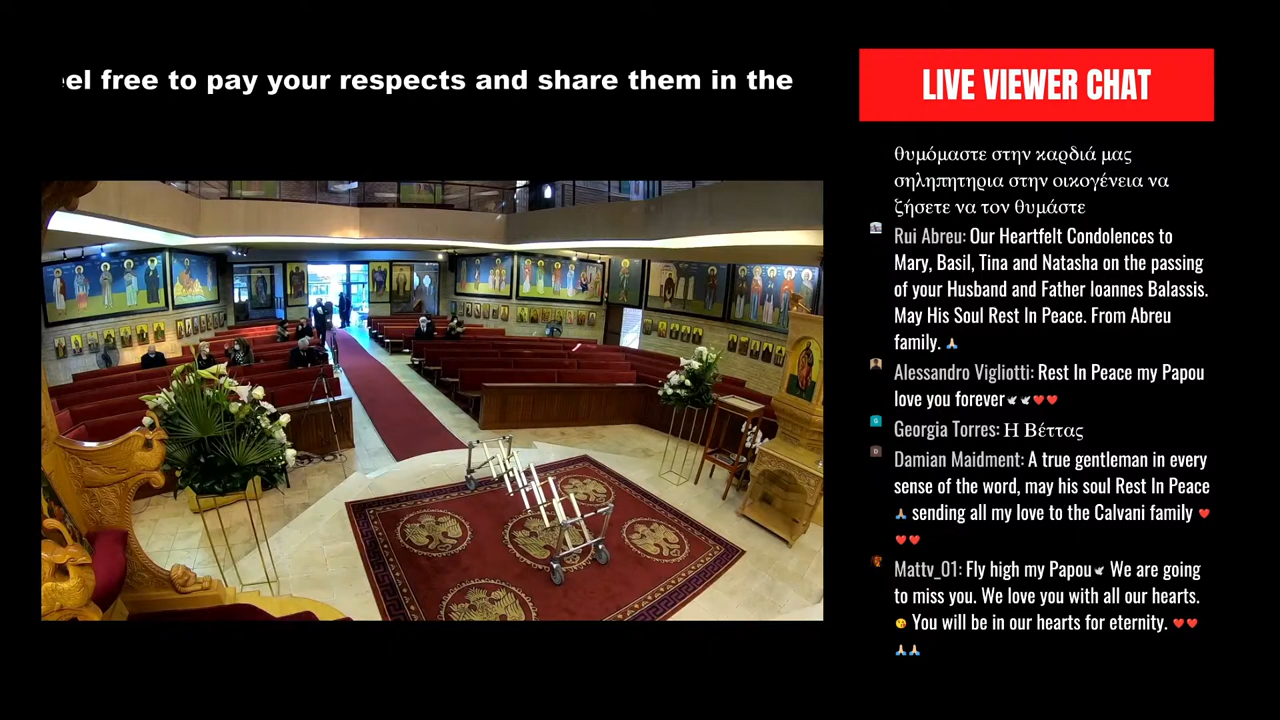 el free to pay your respects and share them in the
LIVE VIEWER CHAT
θυμόμαστε στην καρδιά μας
σηληπητηρια στην οικογένεια να
ζήσετε να τον θυμάστε
Rui Abreu: Our Heartfelt Condolences to
Mary, Basil, Tina and Natasha on the passing
of your Husband and Father Ioannes Balassis.
May His Soul Rest In Peace. From Abreu
family. 🙏
Alessandro Vigliotti: Rest In Peace my Papou
love you forever🕊🕊❤️❤️
Georgia Torres: Η Βέττας
Damian Maidment: A true gentleman in every
sense of the word, may his soul Rest In Peace
🙏 sending all my love to the Calvani family ❤️
❤️❤️
Mattv_01: Fly high my Papou🕊 We are going
to miss you. We love you with all our hearts.
😘 You will be in our hearts for eternity. ❤️❤️
🙏🙏